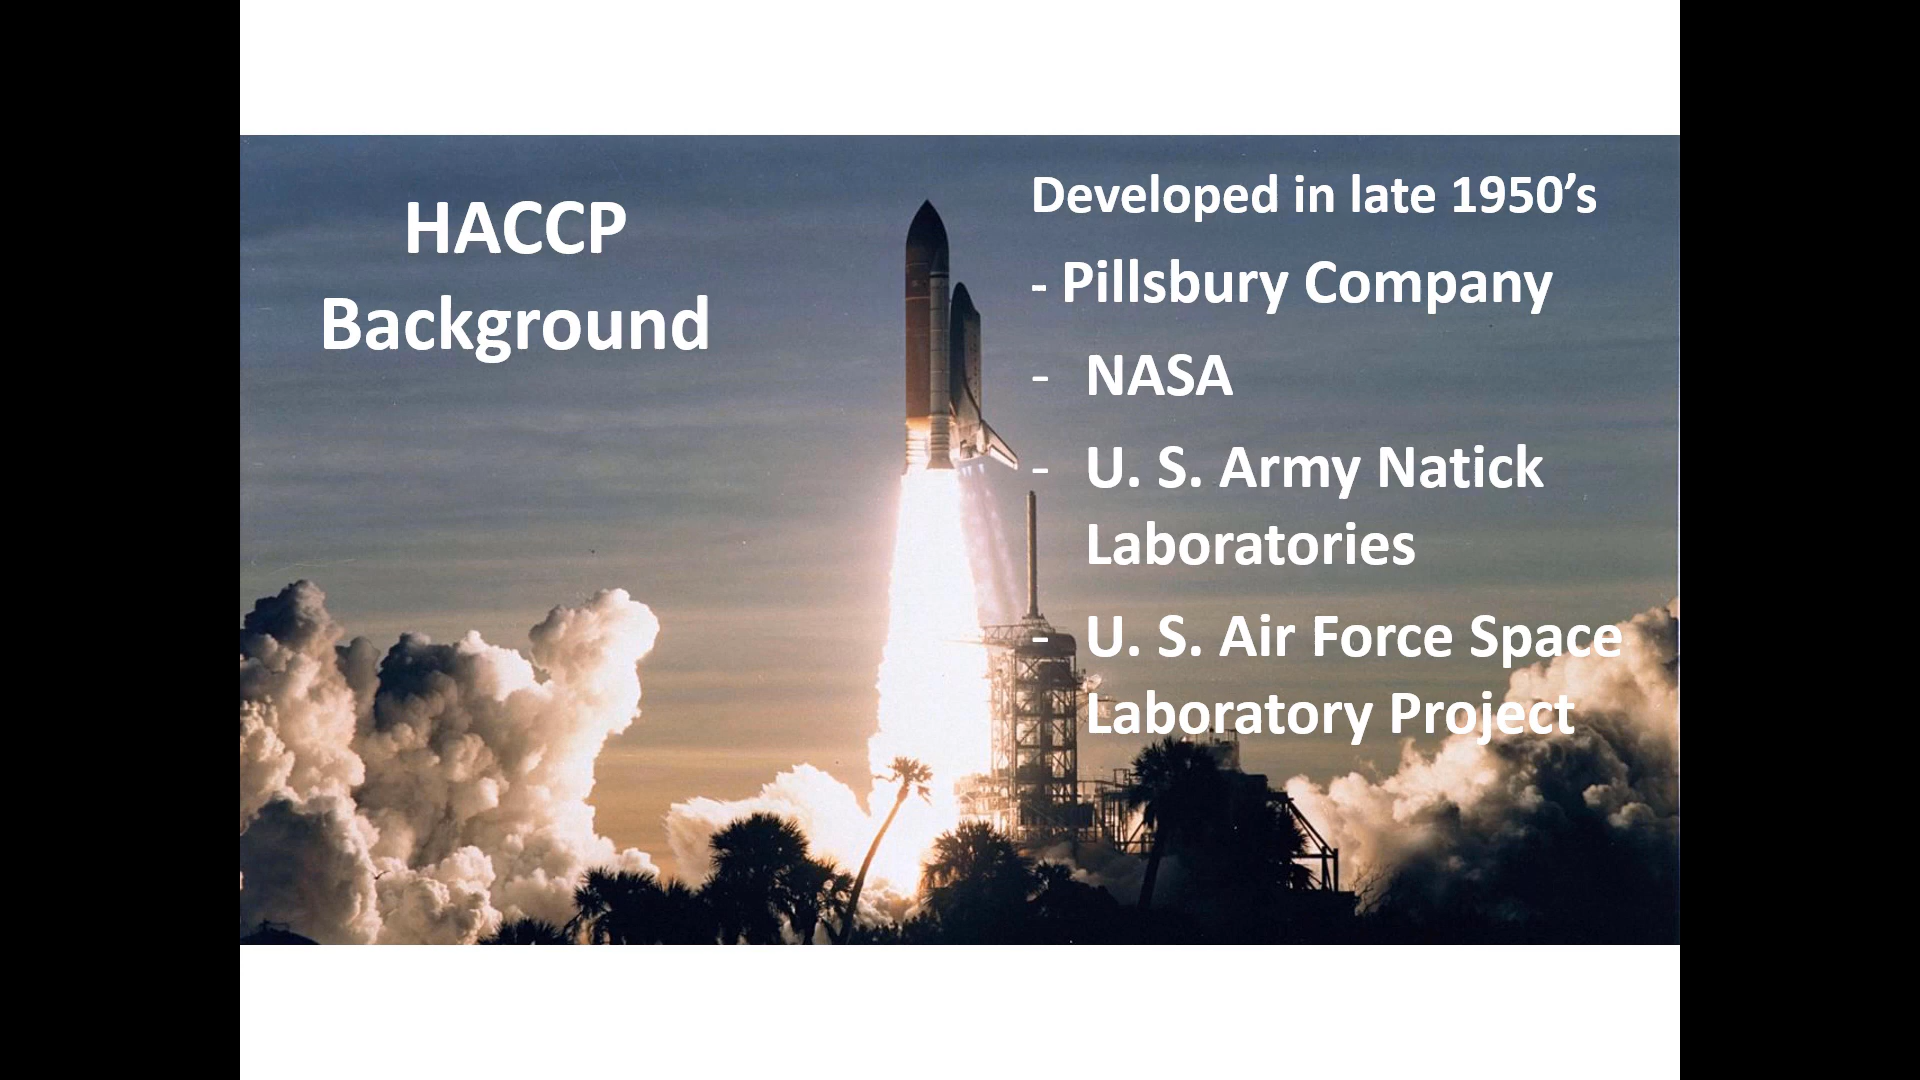 HACCP
Background
Developed in late 1950’s
- Pillsbury Company
- NASA
- U. S. Army Natick
Laboratories
- U. S. Air Force Space
Laboratory Project